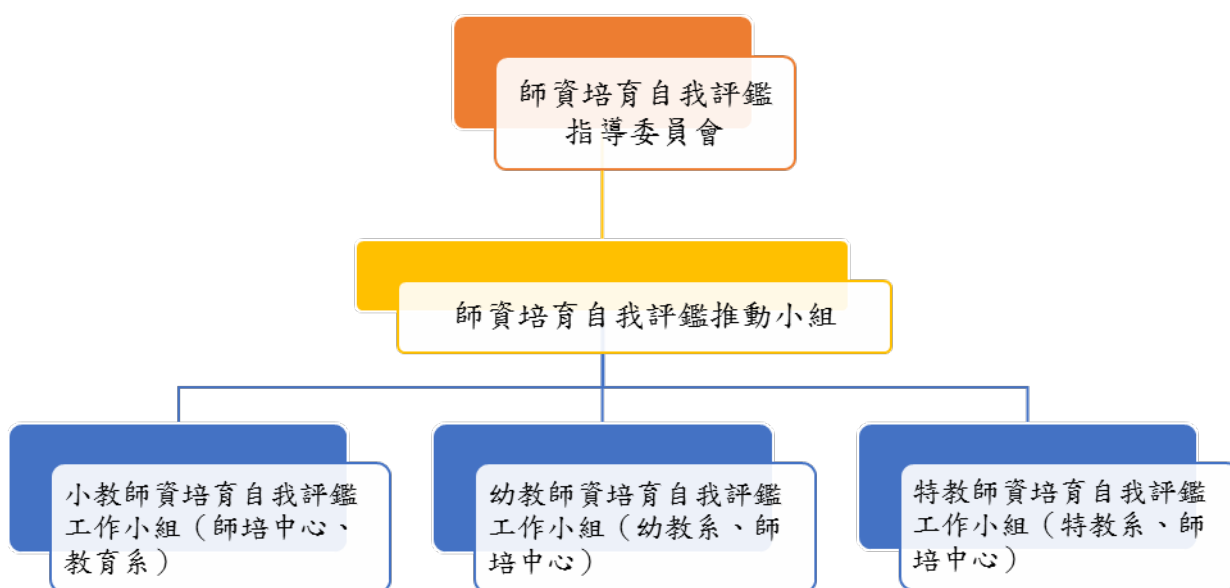 師資培育自我評鑑
指導委員會
師資培育自我評鑑推動小組
小教師資培育自我評鑑
工作小組（師培中心、
教育系）
幼教師資培育自我評鑑
工作小組（幼教系、師
培中心）
特教師資培育自我評鑑
工作小組（特教系、師
培中心）